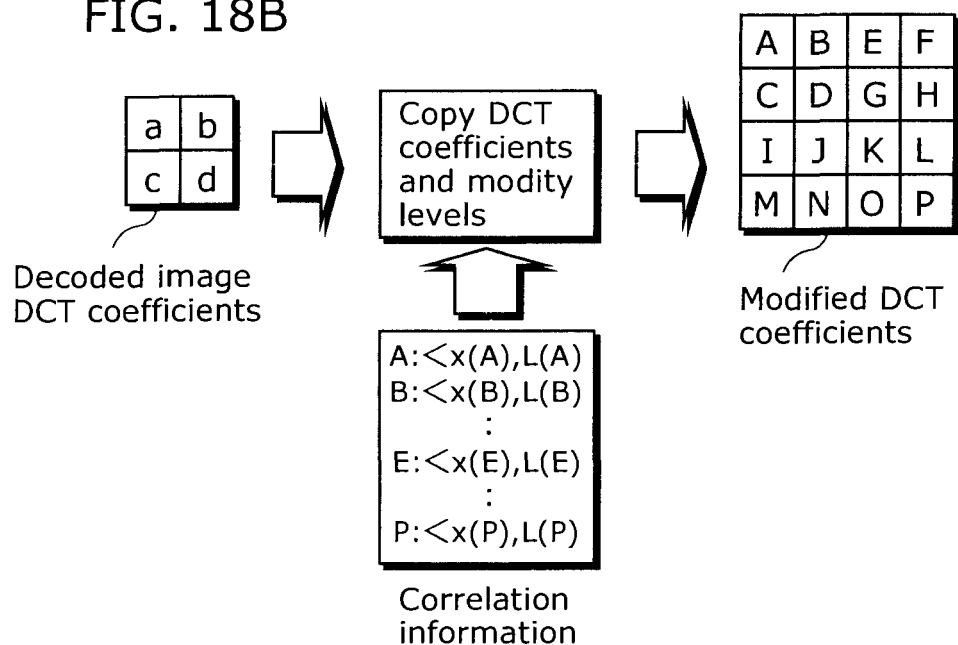 FIG. 18B
a b
c d
Decoded image
DCT coefficients
Copy DCT
coefficients
and modity
levels
A B E F
C D G H
I J K L
M N O P
Modified DCT
coefficients
A:<x(A),L(A)
B:<x(B),L(B)
:
E:<x(E),L(E)
:
P:<x(P),L(P)
Correlation
information